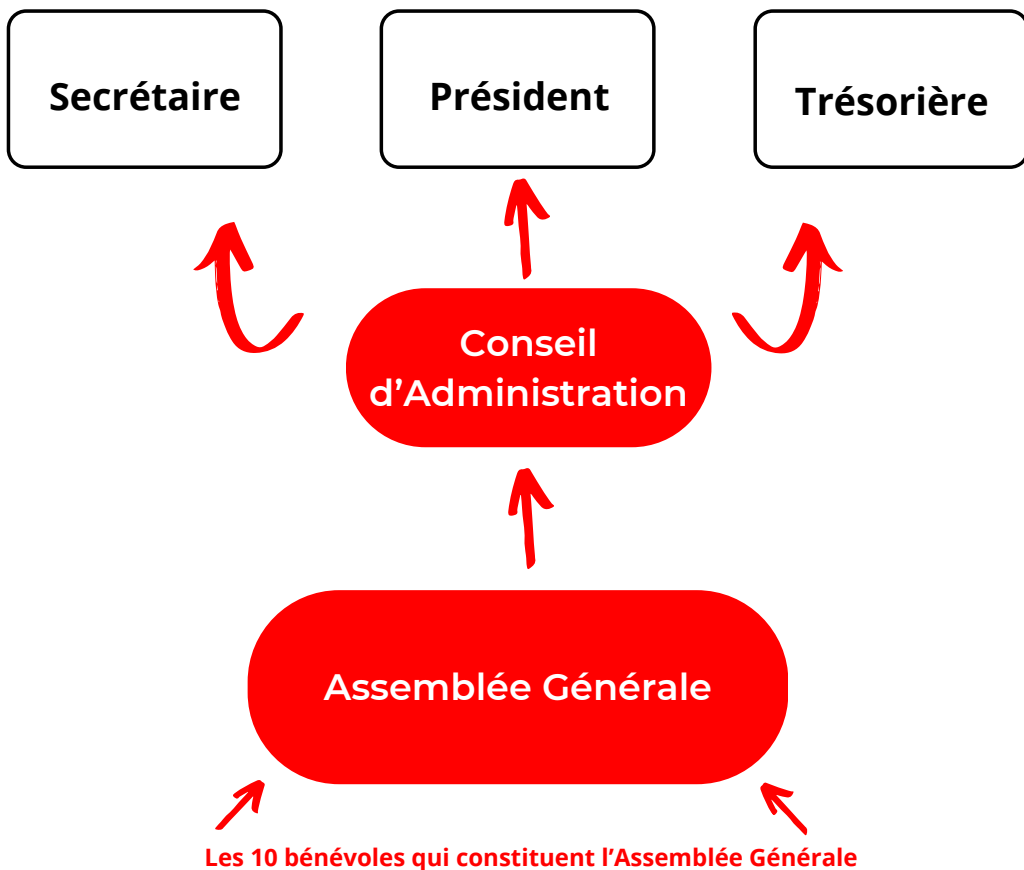 Secrétaire
Président
Trésorière
Conseil
d’Administration
Assemblée Générale
Les 10 bénévoles qui constituent l’Assemblée Générale